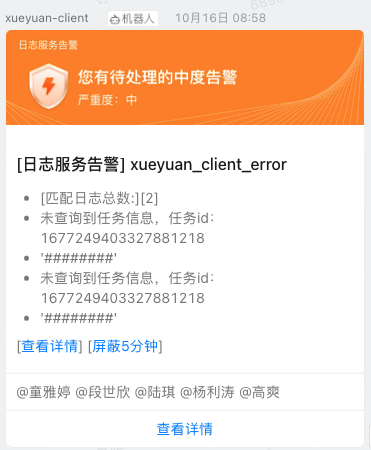 xueyuan-client 机器人 10月16日 08:58
日志服务告警
您有待处理的中度告警
严重度：中
[日志服务告警] xueyuan_client_error
[匹配日志总数:][2]
未查询到任务信息，任务id：
1677249403327881218
'########'
未查询到任务信息，任务id：
1677249403327881218
'########'
[查看详情] [屏蔽5分钟]
@童雅婷 @段世欣 @陆琪 @杨利涛 @高爽
查看详情